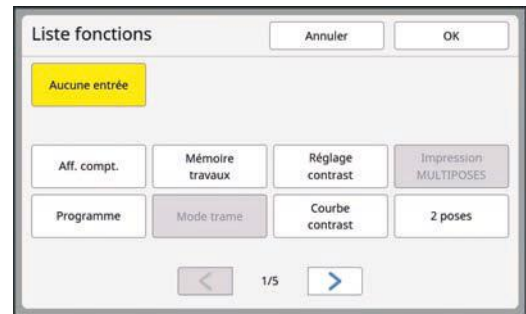 Liste fonctions
Annuler
OK
Aucune entrée
Aff. compt.
Mémoire
travaux
Réglage
contrast
Impression
MULTIPOSES
Programme
Mode trame
Courbe
contrast
2 poses
<
1/5
>